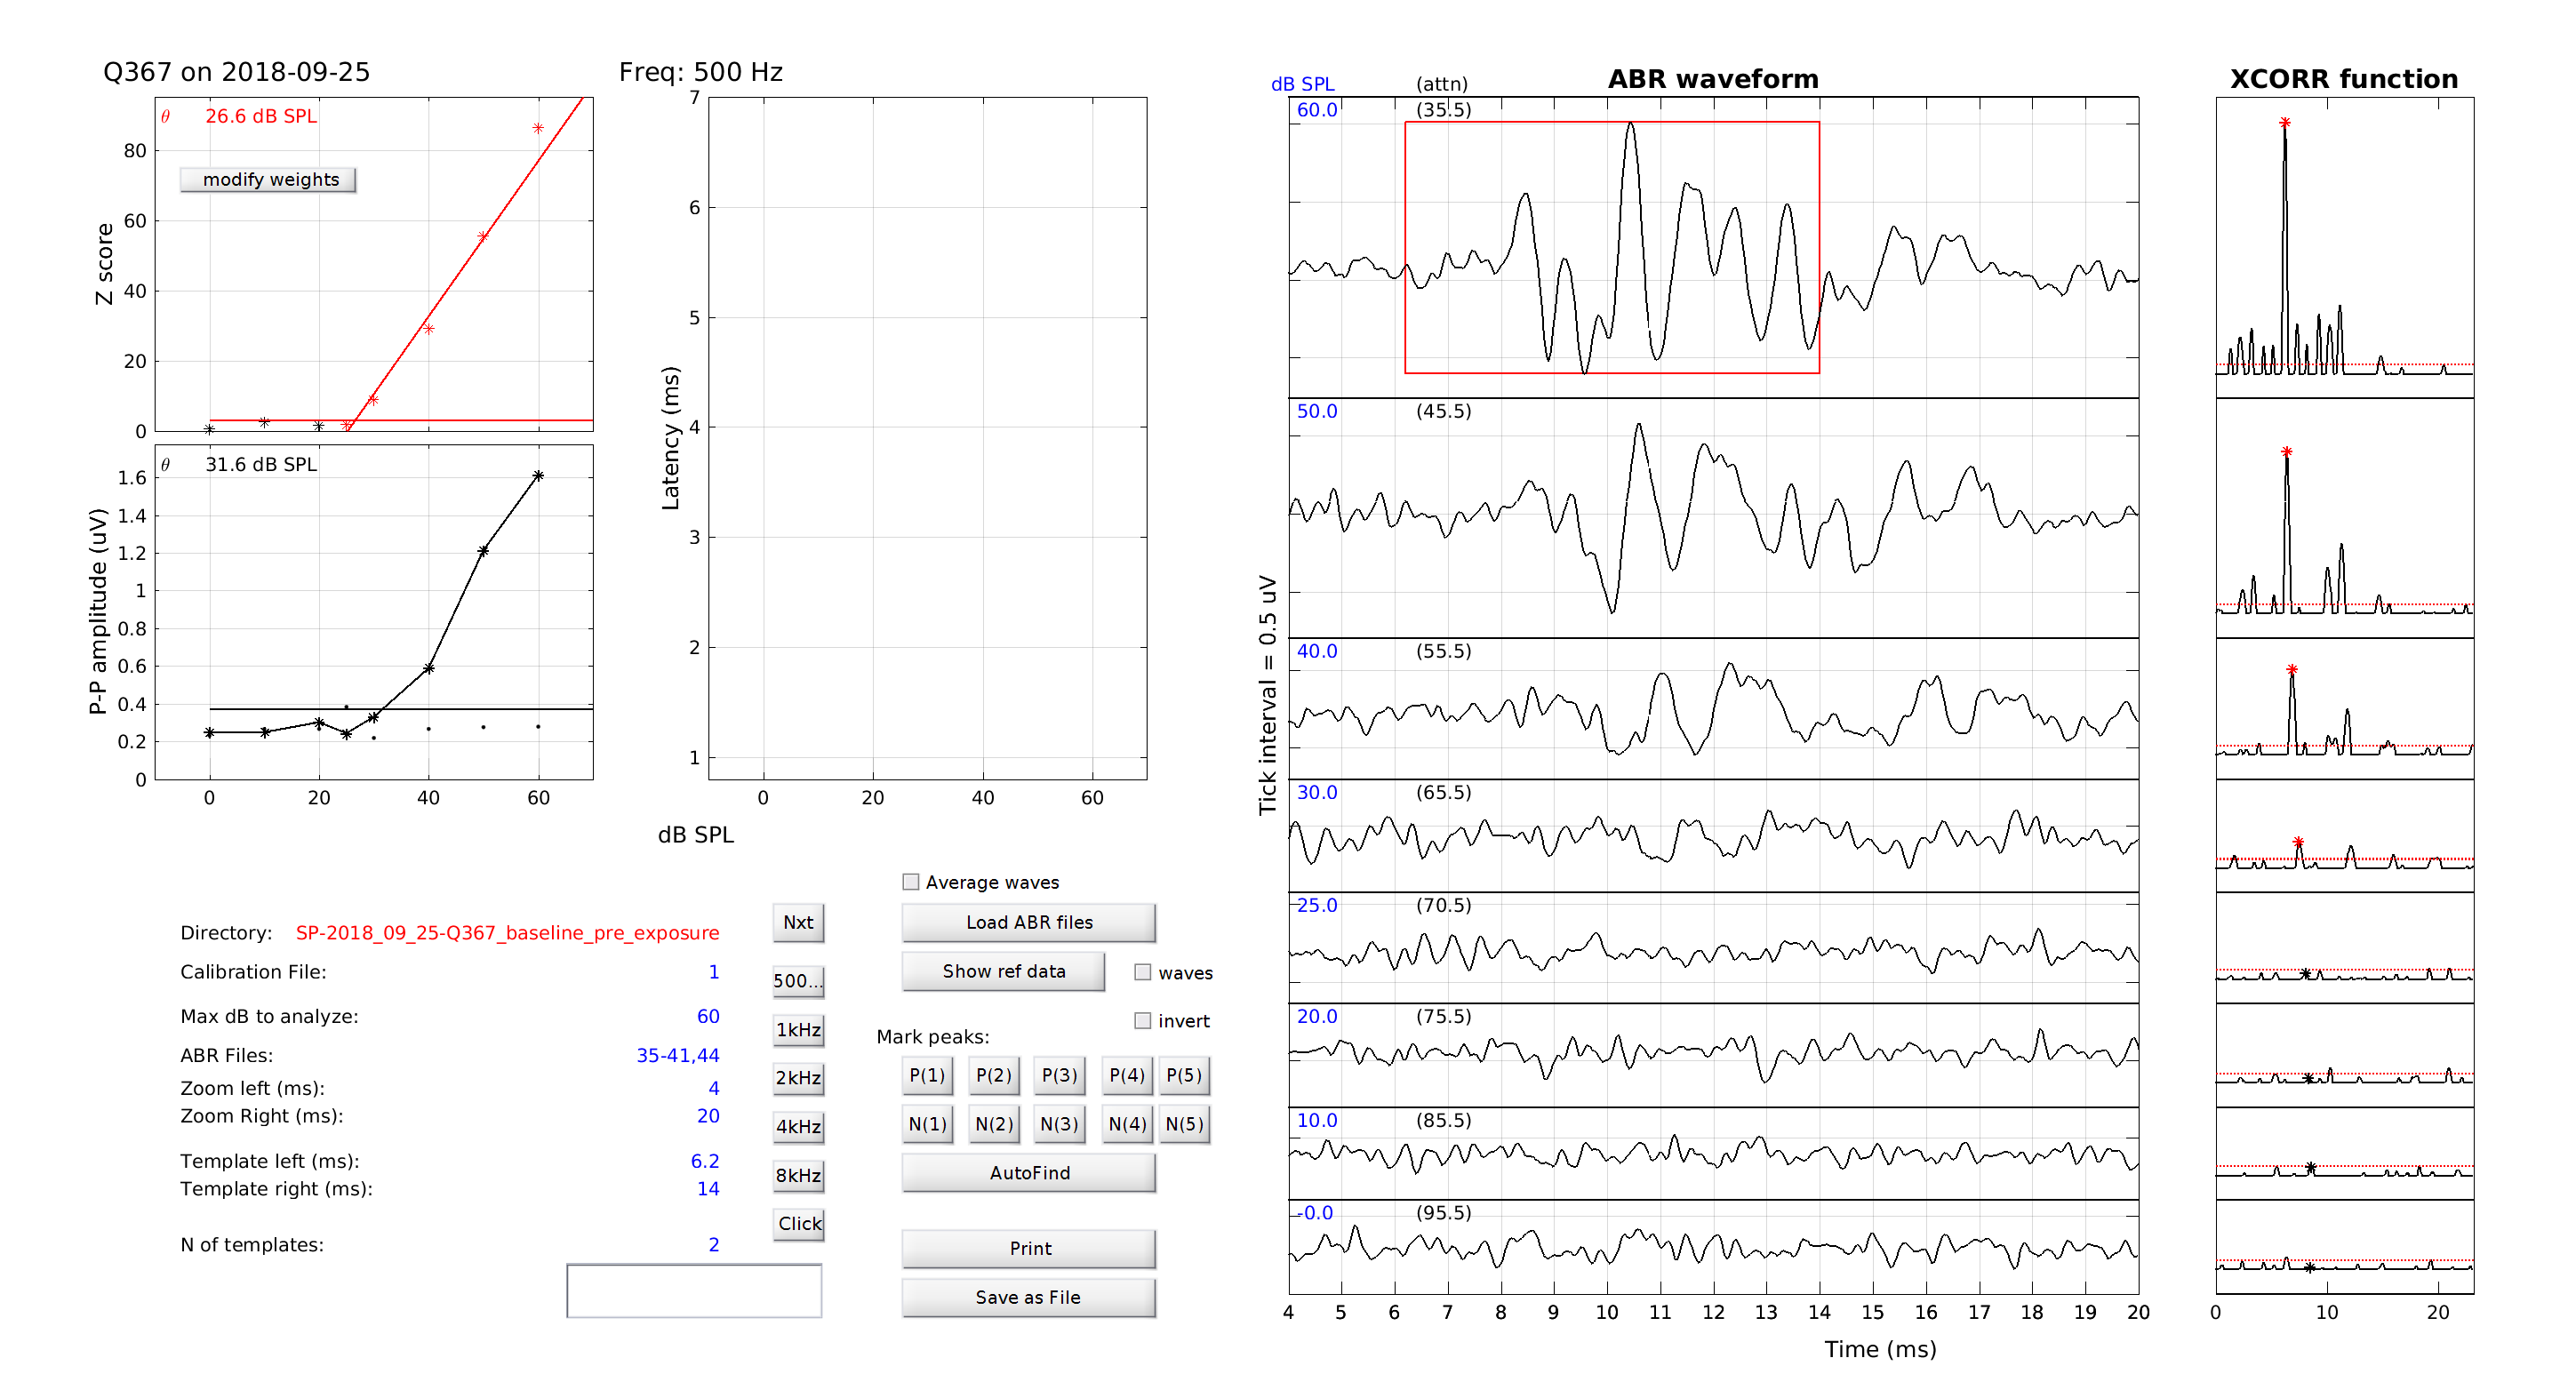 Q367 on 2018-09-25
Freq: 500 Hz
θ 26.6 dB SPL
modify weights
Z score
80
60
40
20
0
θ 31.6 dB SPL
P-P amplitude (uV)
1.6
1.4
1.2
1
0.8
0.6
0.4
0.2
0
0 20 40 60
Latency (ms)
7
6
5
4
3
2
1
0 20 40 60
dB SPL
Directory: SP-2018_09_25-Q367_baseline_pre_exposure
Calibration File: 1
Max dB to analyze: 60
ABR Files: 35-41,44
Zoom left (ms): 4
Zoom Right (ms): 20
Template left (ms): 6.2
Template right (ms): 14
N of templates: 2
Nxt
500...
1kHz
2kHz
4kHz
8kHz
Click
Average waves
Load ABR files
Show ref data
waves
invert
Mark peaks:
P(1) P(2) P(3) P(4) P(5)
N(1) N(2) N(3) N(4) N(5)
AutoFind
Print
Save as File
dB SPL (attn) ABR waveform
60.0 (35.5)
50.0 (45.5)
40.0 (55.5)
30.0 (65.5)
25.0 (70.5)
20.0 (75.5)
10.0 (85.5)
-0.0 (95.5)
Tick interval = 0.5 uV
4 5 6 7 8 9 10 11 12 13 14 15 16 17 18 19 20
Time (ms)
XCORR function
0 10 20